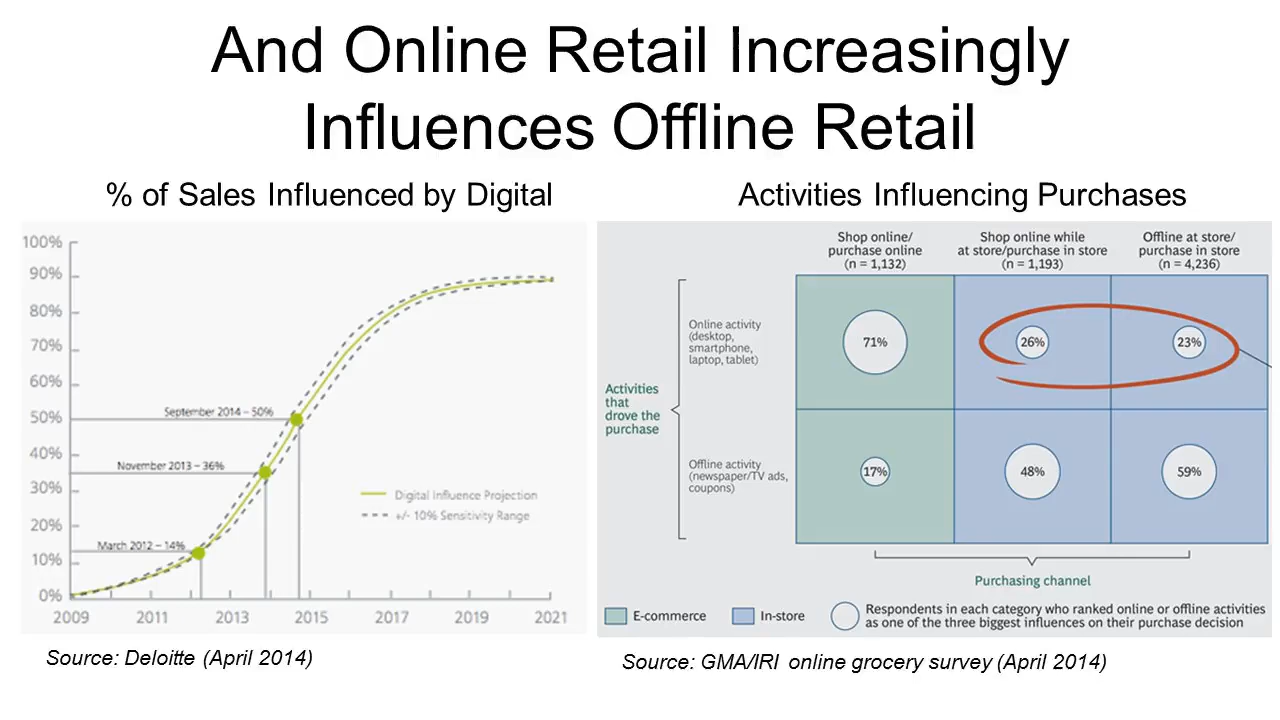 And Online Retail Increasingly
Influences Offline Retail
% of Sales Influenced by Digital
100%
90%
80%
70%
60%
50%
40%
30%
20%
10%
0%
September 2014 – 50%
November 2013 – 36%
March 2012 – 14%
Digital Influence Projection
+/- 10% Sensitivity Range
2009
2011
2013
2015
2017
2019
2021
Source: Deloitte (April 2014)
Activities Influencing Purchases
Shop online/
purchase online
(n = 1,132)
Shop online while
at store/purchase in store
(n = 1,193)
Offline at store/
purchase in store
(n = 4,236)
Activities
that
drove the
purchase
Online activity
(desktop,
smartphone,
laptop, tablet)
71%
26%
23%
Offline activity
(newspaper/TV ads,
coupons)
17%
48%
59%
Purchasing channel
E-commerce
In-store
Respondents in each category who ranked online or offline activities
as one of the three biggest influences on their purchase decision
Source: GMA/IRI online grocery survey (April 2014)